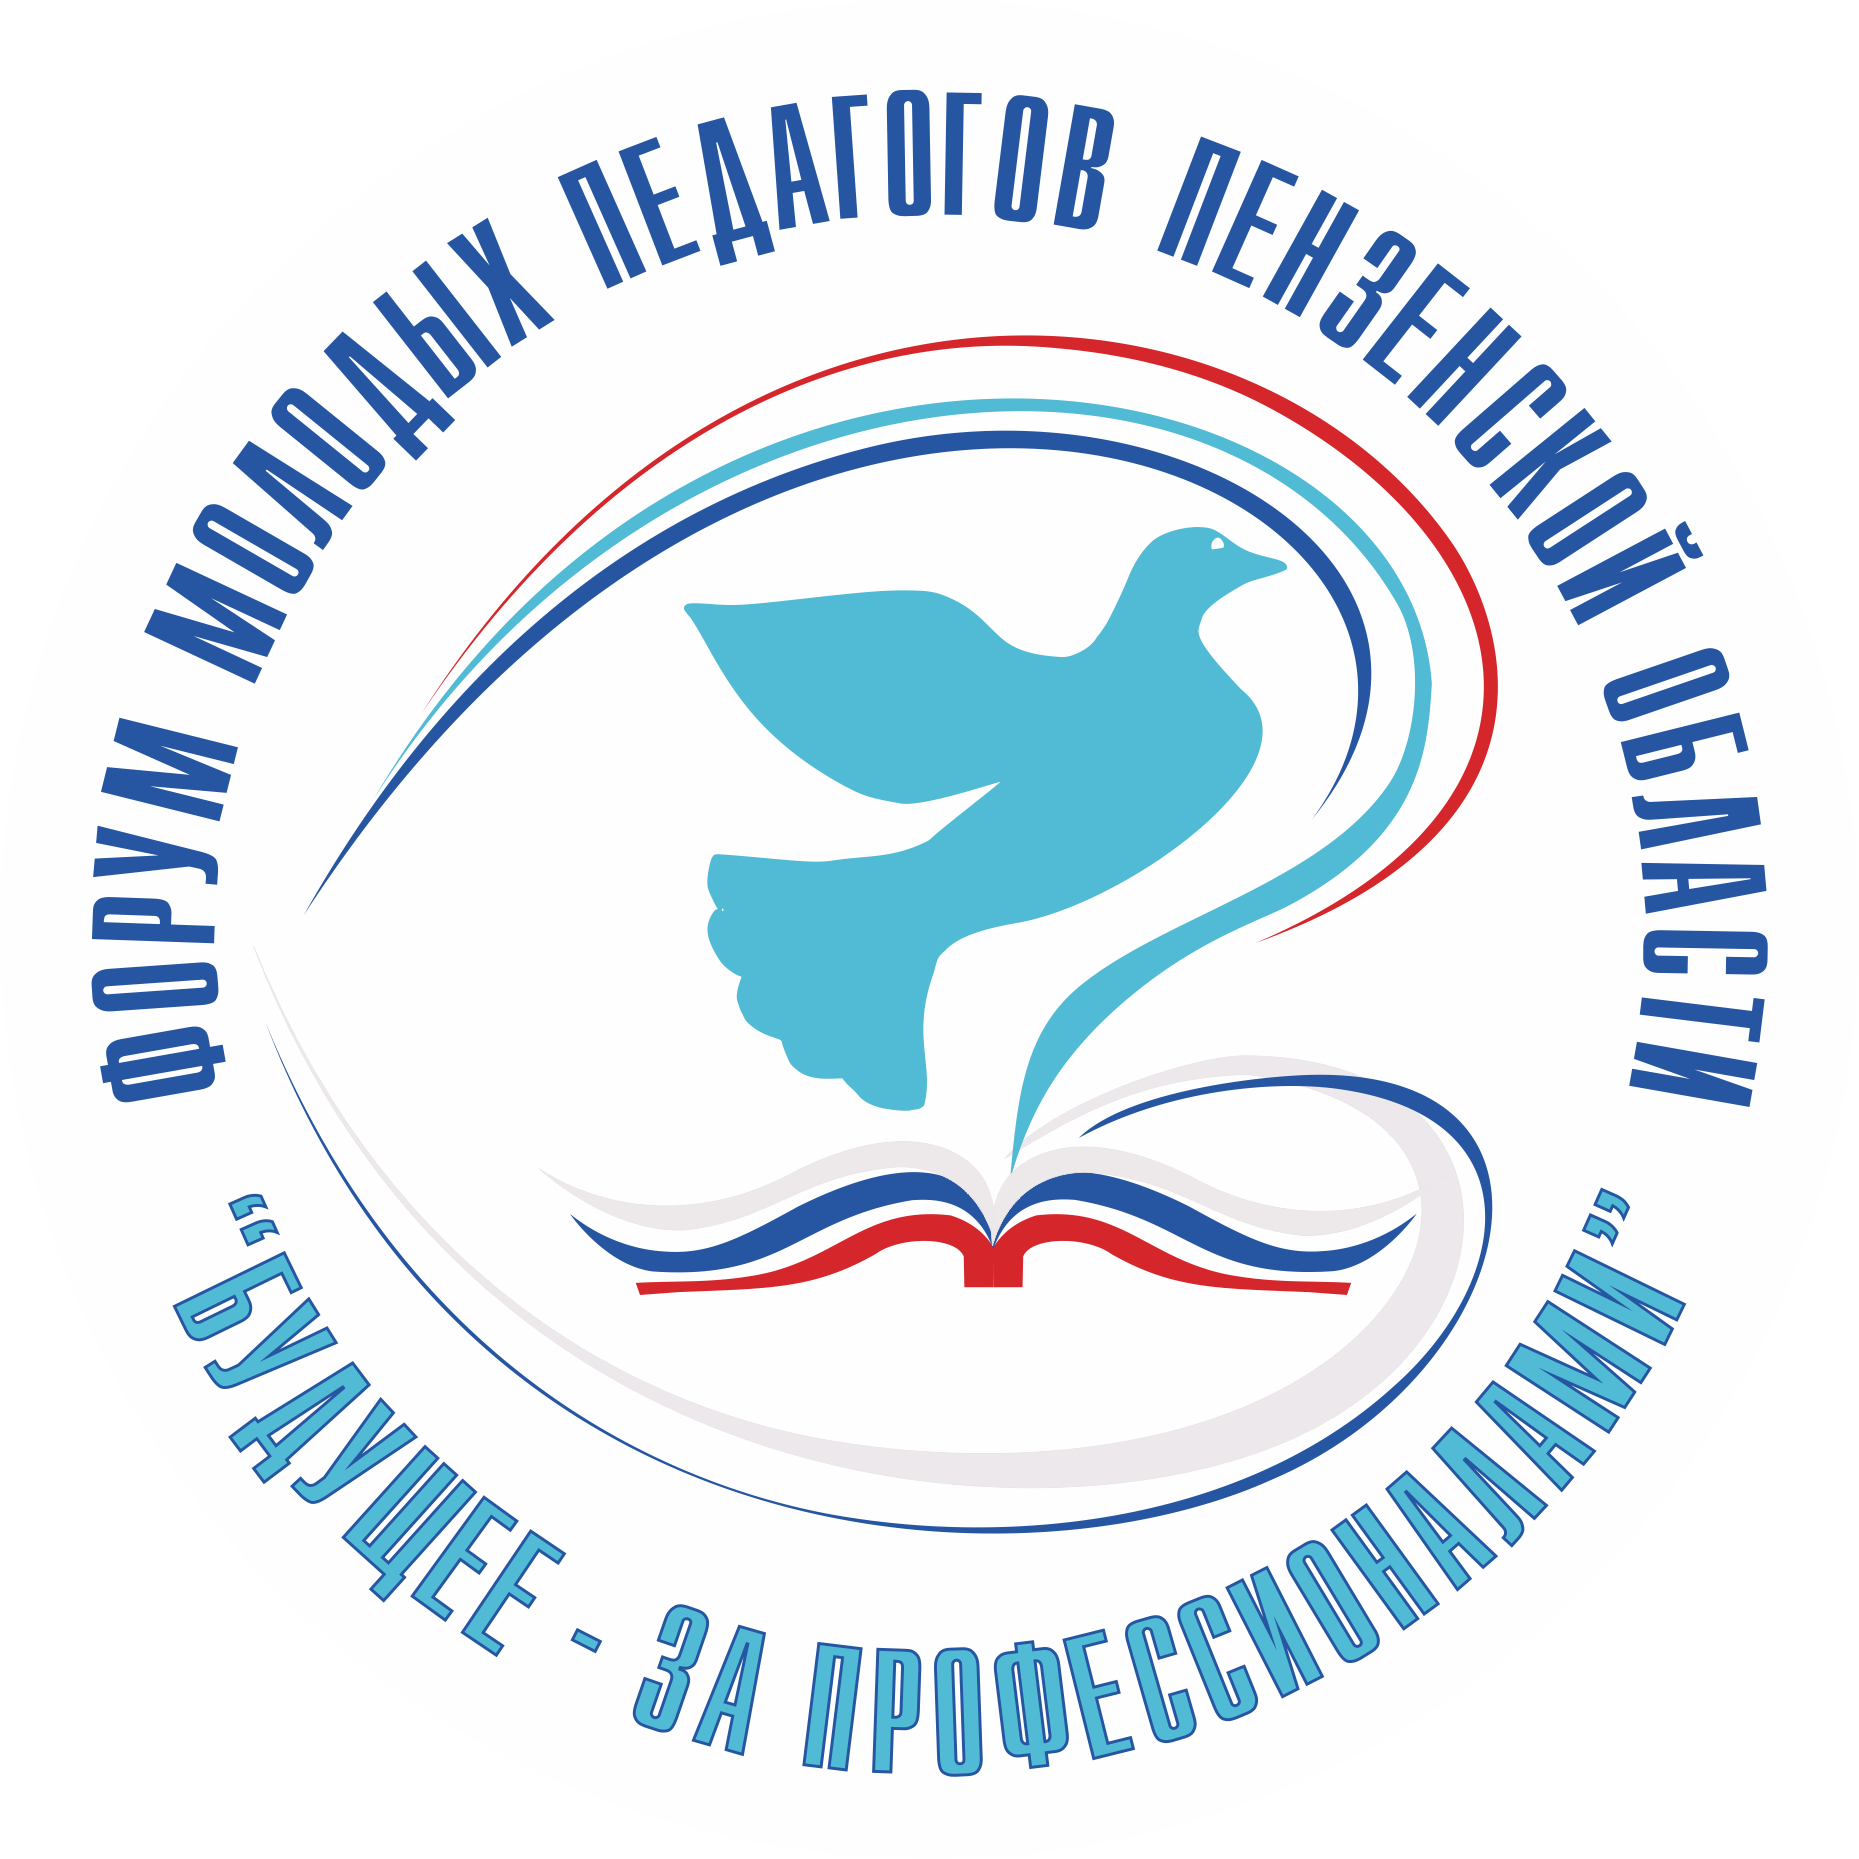 ФОРУМ МОЛОДЫХ ПЕДАГОГОВ ПЕНЗЕНСКОЙ ОБЛАСТИ
“БУДУЩЕЕ - ЗА ПРОФЕССИОНАЛАМИ”